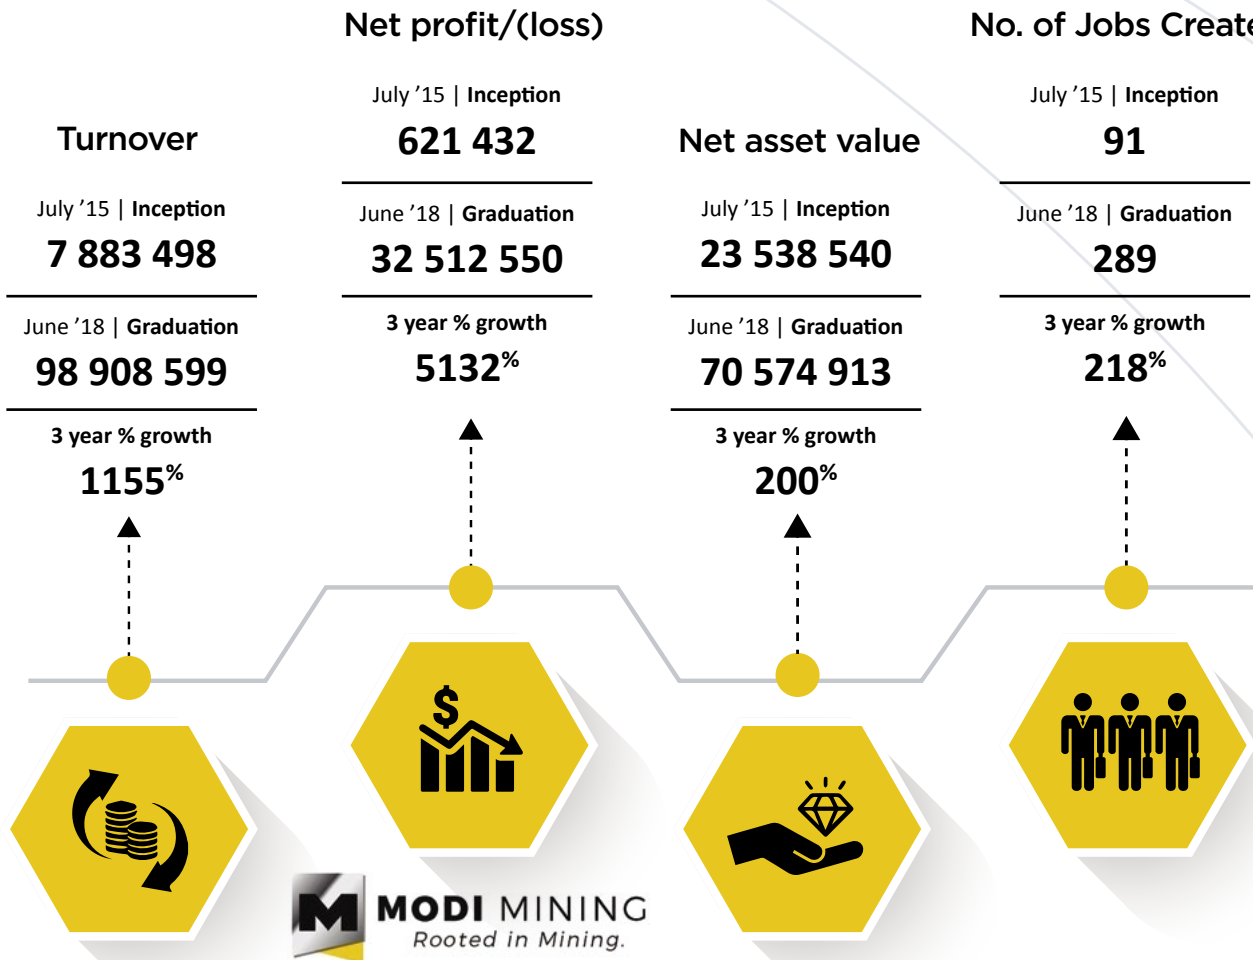 Turnover
July ’15 | Inception
7 883 498
June ’18 | Graduation
98 908 599
3 year % growth
1155%
Net profit/(loss)
July ’15 | Inception
621 432
June ’18 | Graduation
32 512 550
3 year % growth
5132%
Net asset value
July ’15 | Inception
23 538 540
June ’18 | Graduation
70 574 913
3 year % growth
200%
No. of Jobs Create
July ’15 | Inception
91
June ’18 | Graduation
289
3 year % growth
218%
$
M MODI MINING
Rooted in Mining.